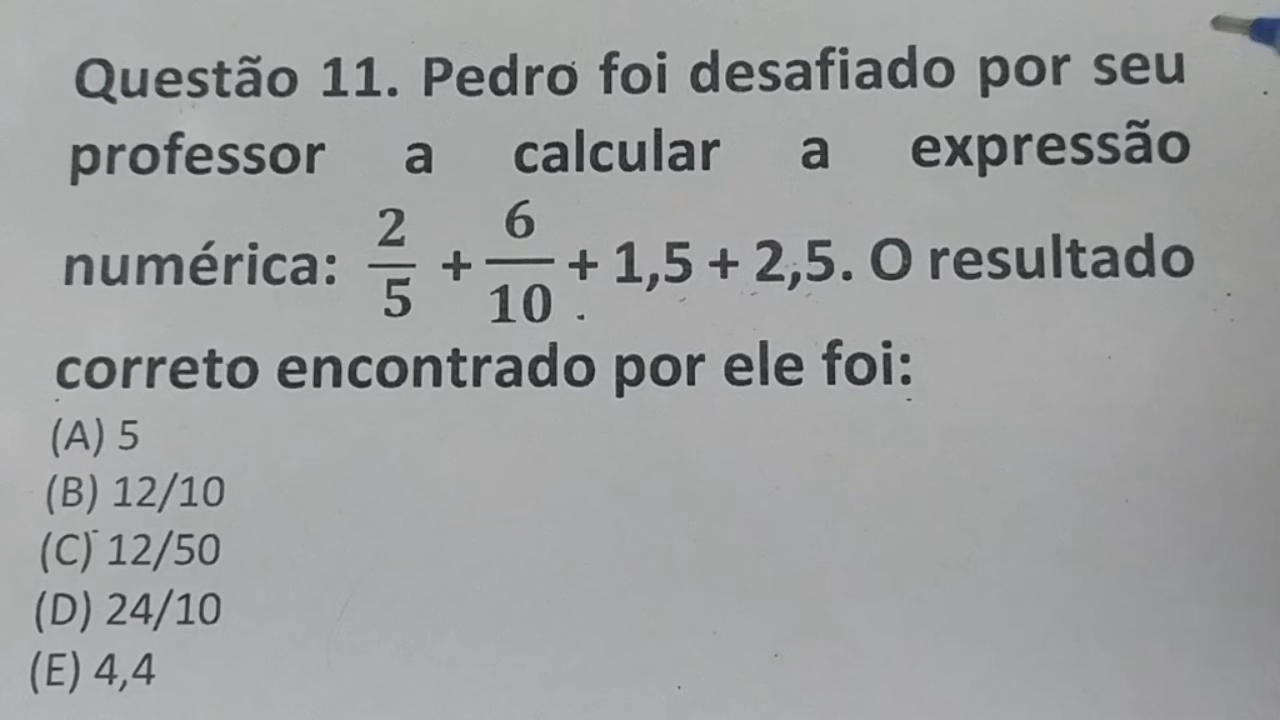 Questão 11. Pedro foi desafiado por seu
professor a calcular a expressão
numérica: 2/5 + 6/10 + 1,5 + 2,5. O resultado
correto encontrado por ele foi:
(A) 5
(B) 12/10
(C) 12/50
(D) 24/10
(E) 4,4